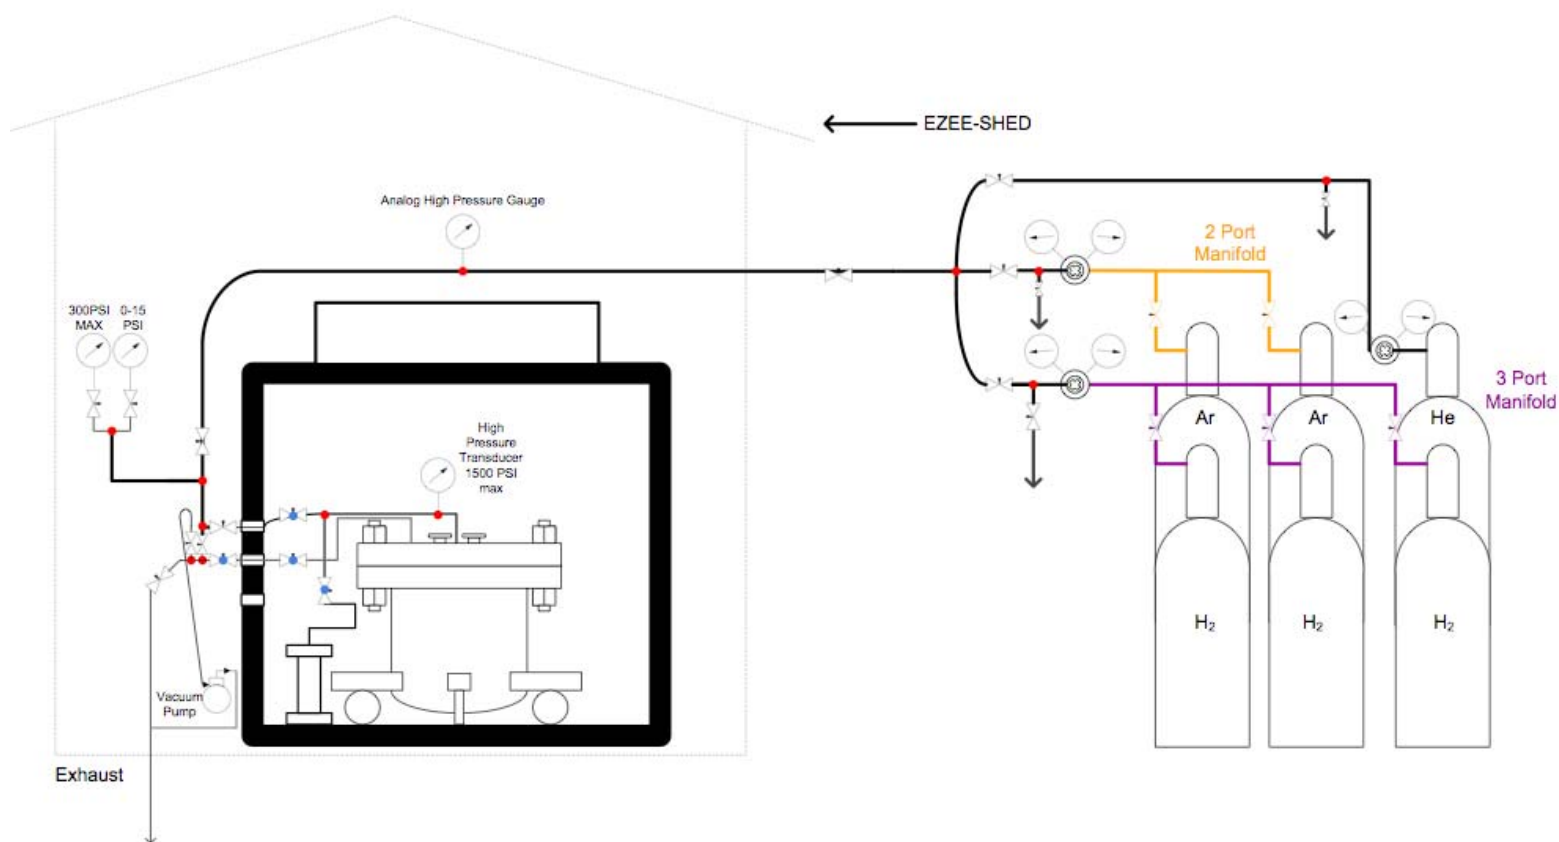 EZEE-SHED
Analog High Pressure Gauge
2 Port
Manifold
300PSI
MAX
0-15
PSI
3 Port
Manifold
Ar
Ar
He
High
Pressure
Transducer
1500 PSI
max
H₂
H₂
H₂
Vacuum
Pump
Exhaust